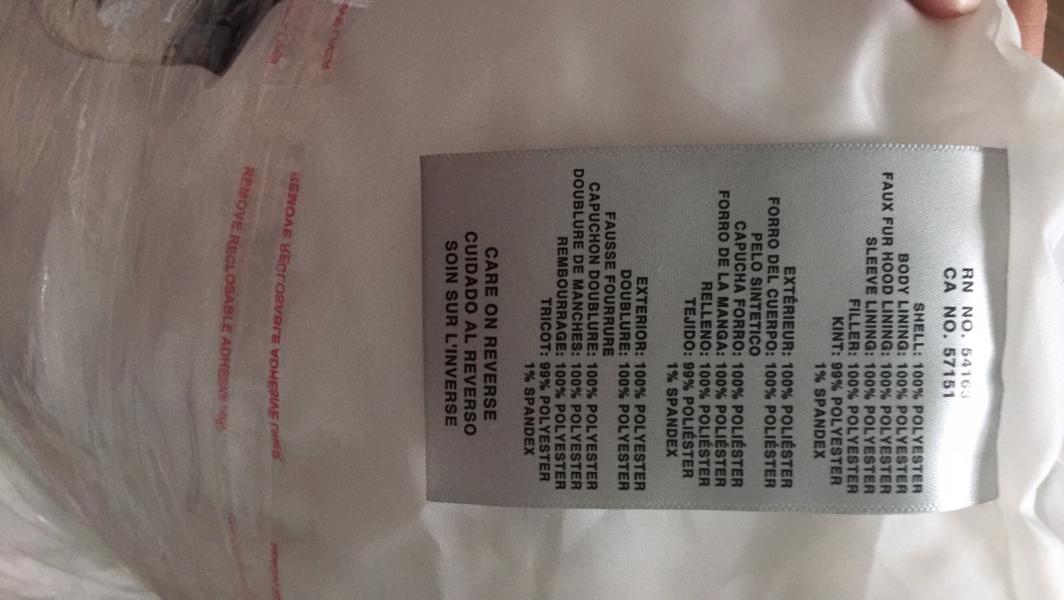 RN NO. 54163
CA NO. 57151
SHELL: 100% POLYESTER
BODY LINING: 100% POLYESTER
FAUX FUR HOOD LINING: 100% POLYESTER
SLEEVE LINING: 100% POLYESTER
FILLER: 100% POLYESTER
KINT: 99% POLYESTER
1% SPANDEX
EXTÉRIEUR: 100% POLIÉSTER
FORRO DEL CUERPO: 100% POLIÉSTER
PELO SINTETICO
CAPUCHA FORRO: 100% POLIÉSTER
FORRO DE LA MANGA: 100% POLIÉSTER
RELLENO: 100% POLIÉSTER
TEJIDO: 99% POLIÉSTER
1% SPANDEX
EXTERIOR: 100% POLYESTER
DOUBLURE: 100% POLYESTER
FAUSSE FOURRURE
CAPUCHON DOUBLURE: 100% POLYESTER
DOUBLURE DE MANCHES: 100% POLYESTER
REMBOURRAGE: 100% POLYESTER
TRICOT: 99% POLYESTER
1% SPANDEX
CARE ON REVERSE
CUIDADO AL REVERSO
SOIN SUR L'INVERSE
REMOVE RECLOSABLE ADHESIVE LINER
REMOVE RECLOSABLE ADHESIVE